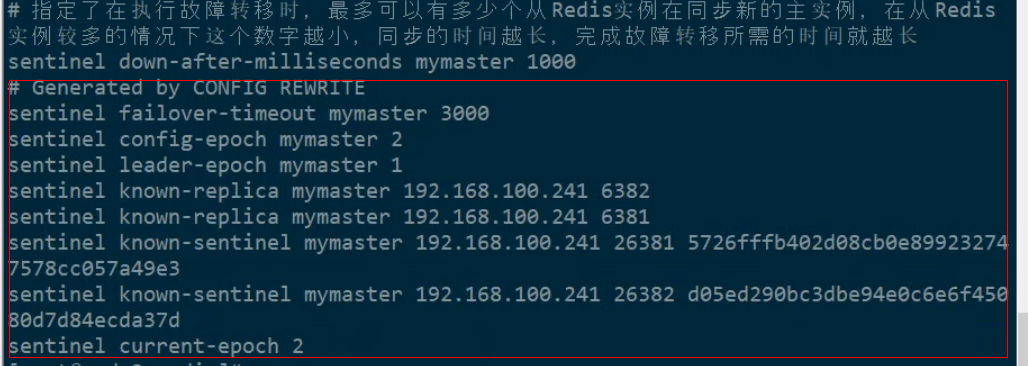 # 指定了在执行故障转移时，最多可以有多少个从Redis实例在同步新的主实例，在从Redis
实例较多的情况下这个数字越小，同步的时间越长，完成故障转移所需的时间就越长
sentinel down-after-milliseconds mymaster 1000
# Generated by CONFIG REWRITE
sentinel failover-timeout mymaster 3000
sentinel config-epoch mymaster 2
sentinel leader-epoch mymaster 1
sentinel known-replica mymaster 192.168.100.241 6382
sentinel known-replica mymaster 192.168.100.241 6381
sentinel known-sentinel mymaster 192.168.100.241 26381 5726fffb402d08cb0e89923274
7578cc057a49e3
sentinel known-sentinel mymaster 192.168.100.241 26382 d05ed290bc3dbe94e0c6e6f450
80d7d84ecda37d
sentinel current-epoch 2